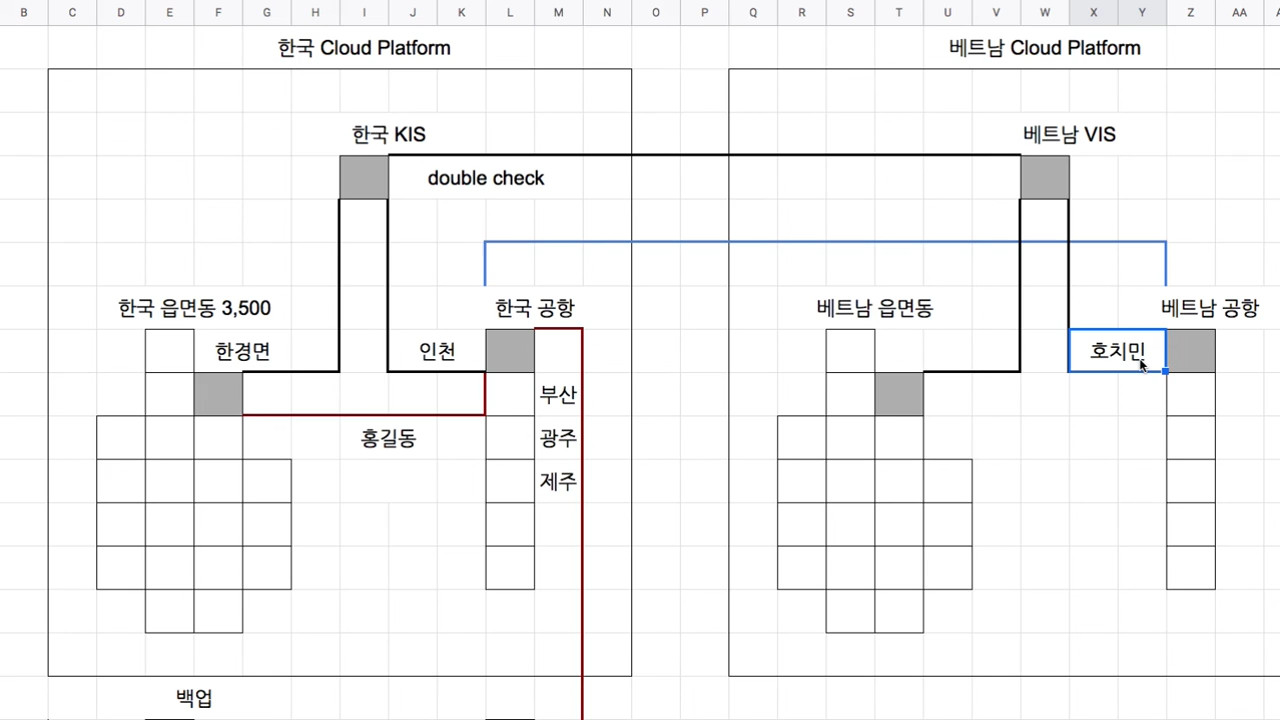 B C D E F G H I J K L M N O P Q R S T U V W X Y Z AA
한국 Cloud Platform
베트남 Cloud Platform
한국 KIS
베트남 VIS
double check
한국 읍면동 3,500
한국 공항
베트남 읍면동
베트남 공항
한경면
인천
호치민
부산
홍길동
광주
제주
백업